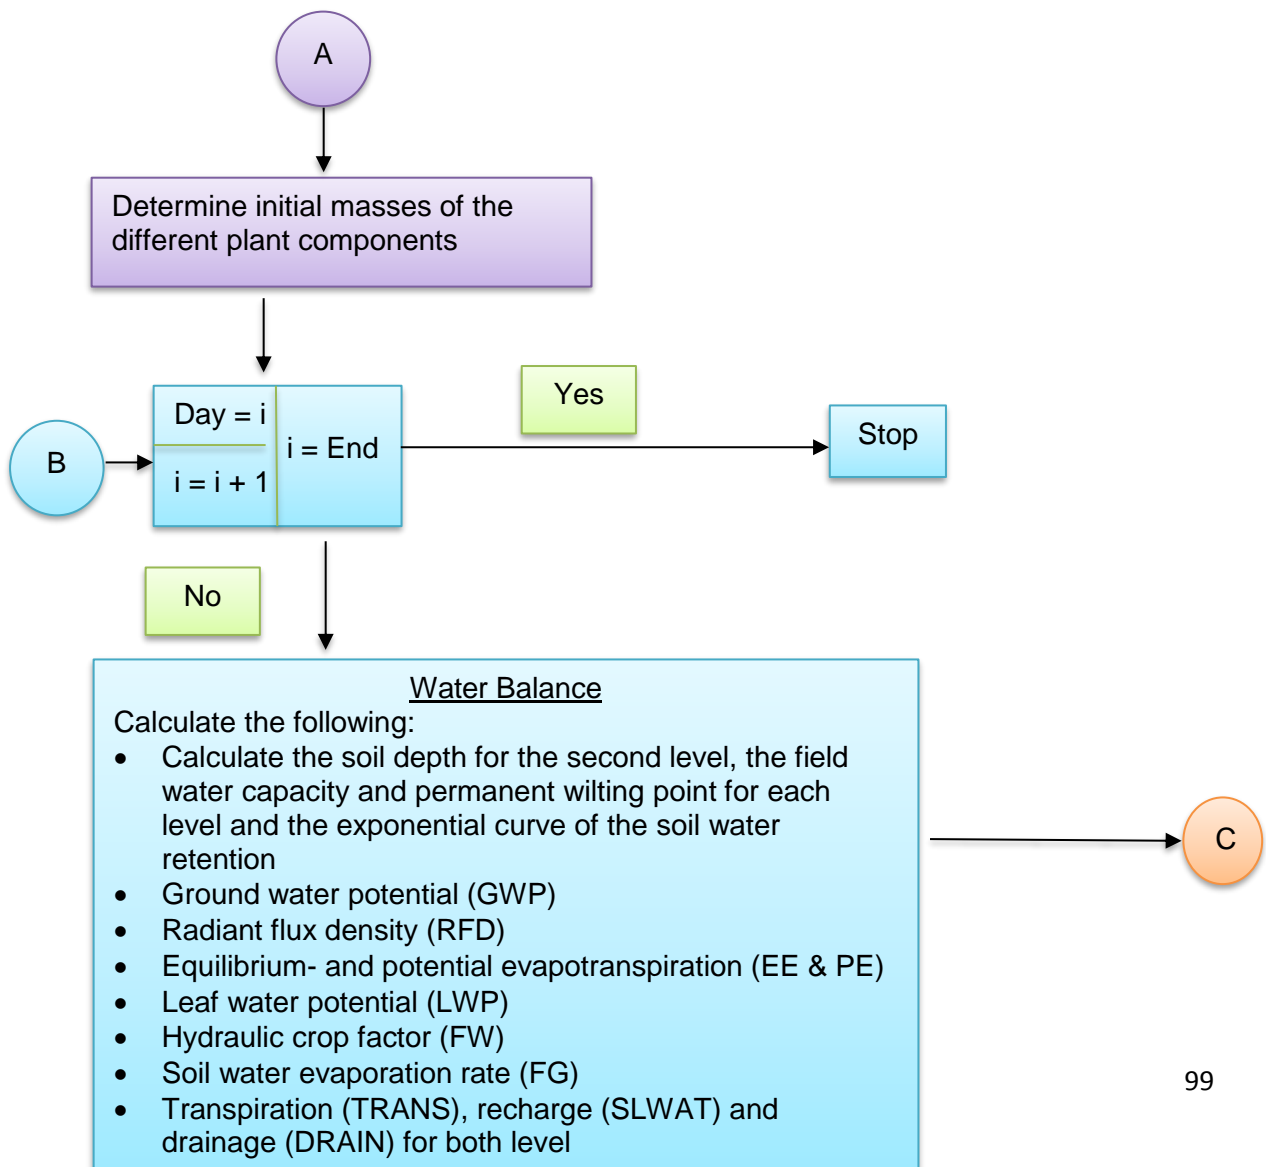 A
Determine initial masses of the
different plant components
Yes
Day = i
i = End
Stop
B
i = i + 1
No
Water Balance
Calculate the following:
• Calculate the soil depth for the second level, the field
water capacity and permanent wilting point for each
level and the exponential curve of the soil water
retention
• Ground water potential (GWP)
• Radiant flux density (RFD)
• Equilibrium- and potential evapotranspiration (EE & PE)
• Leaf water potential (LWP)
• Hydraulic crop factor (FW)
• Soil water evaporation rate (FG)
• Transpiration (TRANS), recharge (SLWAT) and
drainage (DRAIN) for both level
C
99